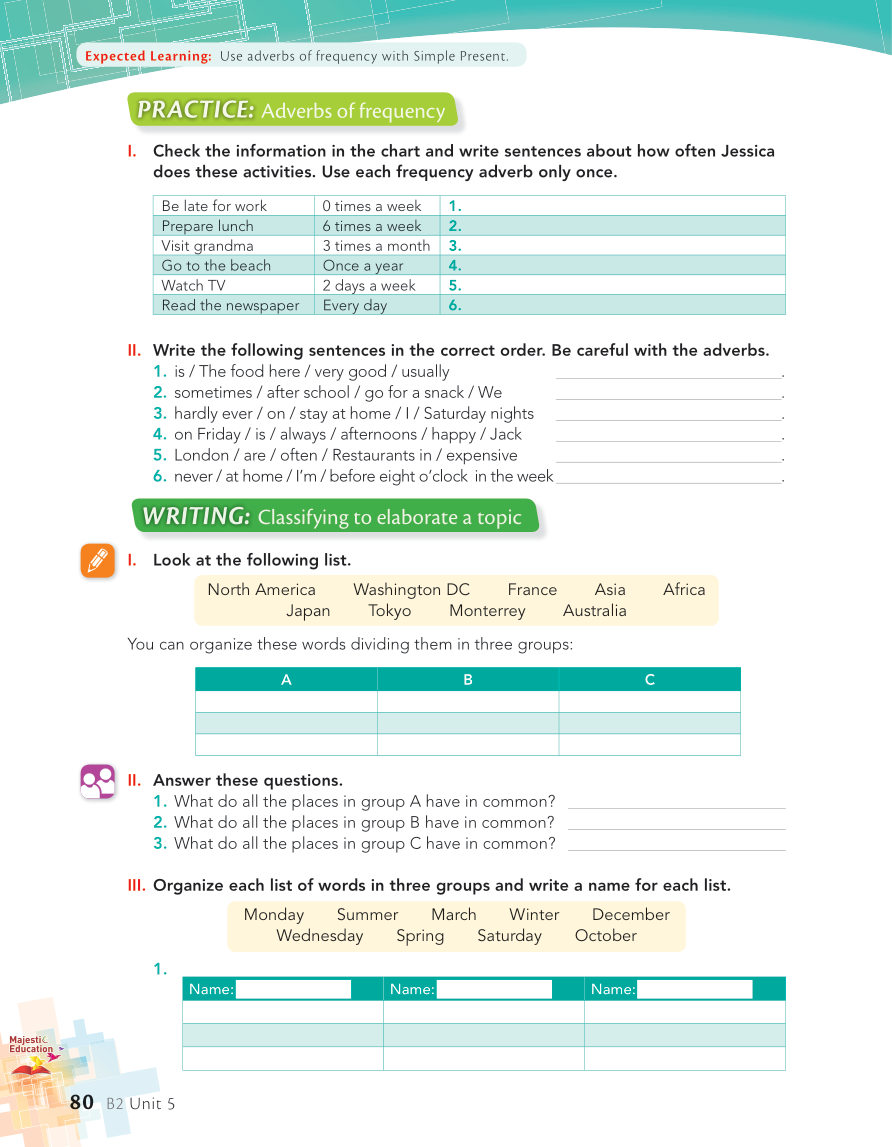 Expected Learning: Use adverbs of frequency with Simple Present.
PRACTICE: Adverbs of frequency
I. Check the information in the chart and write sentences about how often Jessica
does these activities. Use each frequency adverb only once.
Be late for work 0 times a week 1.
Prepare lunch 6 times a week 2.
Visit grandma 3 times a month 3.
Go to the beach Once a year 4.
Watch TV 2 days a week 5.
Read the newspaper Every day 6.
II. Write the following sentences in the correct order. Be careful with the adverbs.
1. is / The food here / very good / usually .
2. sometimes / after school / go for a snack / We .
3. hardly ever / on / stay at home / I / Saturday nights .
4. on Friday / is / always / afternoons / happy / Jack .
5. London / are / often / Restaurants in / expensive .
6. never / at home / I'm / before eight o'clock in the week .
WRITING: Classifying to elaborate a topic
I. Look at the following list.
North America Washington DC France Asia Africa
Japan Tokyo Monterrey Australia
You can organize these words dividing them in three groups:
A B C
II. Answer these questions.
1. What do all the places in group A have in common?
2. What do all the places in group B have in common?
3. What do all the places in group C have in common?
III. Organize each list of words in three groups and write a name for each list.
Monday Summer March Winter December
Wednesday Spring Saturday October
1.
Name: Name: Name:
Majestic
Education
80 B2 Unit 5